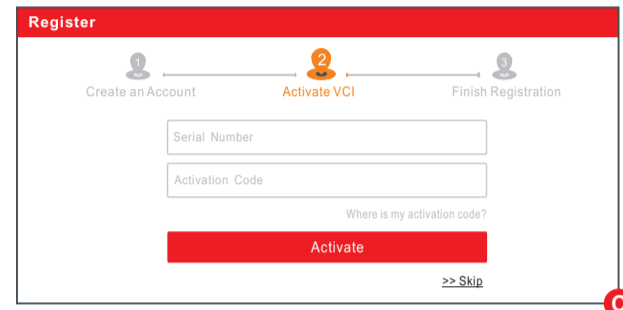 Register
1
2
3
Create an Account
Activate VCI
Finish Registration
Serial Number
Activation Code
Where is my activation code?
Activate
>> Skip